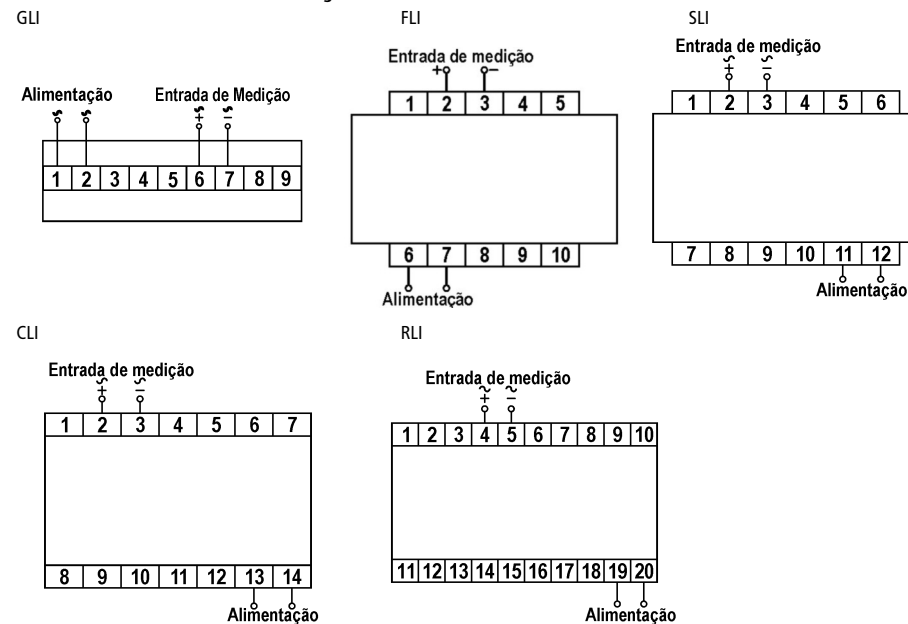 GLI
Alimentação
Entrada de Medição
+ −
1 2 3 4 5 6 7 8 9
FLI
Entrada de medição
+ −
1 2 3 4 5
6 7 8 9 10
Alimentação
SLI
Entrada de medição
+ −
1 2 3 4 5 6
7 8 9 10 11 12
Alimentação
CLI
Entrada de medição
+ −
1 2 3 4 5 6 7
8 9 10 11 12 13 14
Alimentação
RLI
Entrada de medição
+ −
1 2 3 4 5 6 7 8 9 10
11 12 13 14 15 16 17 18 19 20
Alimentação